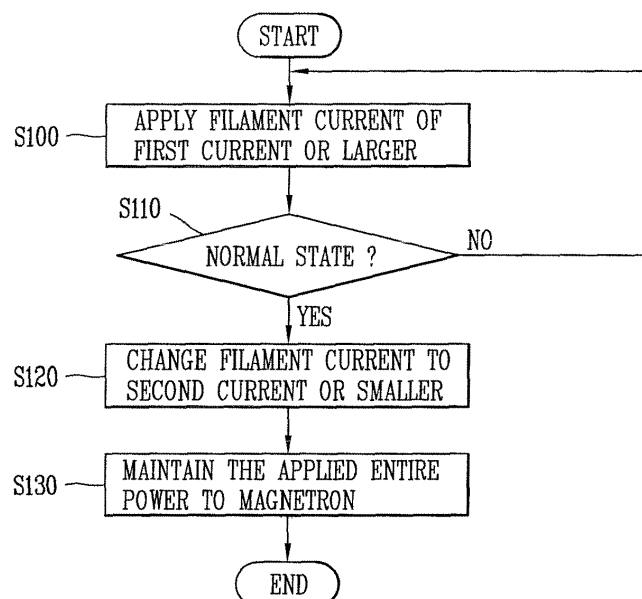 START
S100
APPLY FILAMENT CURRENT OF
FIRST CURRENT OR LARGER
S110
NORMAL STATE ?
NO
YES
S120
CHANGE FILAMENT CURRENT TO
SECOND CURRENT OR SMALLER
S130
MAINTAIN THE APPLIED ENTIRE
POWER TO MAGNETRON
END